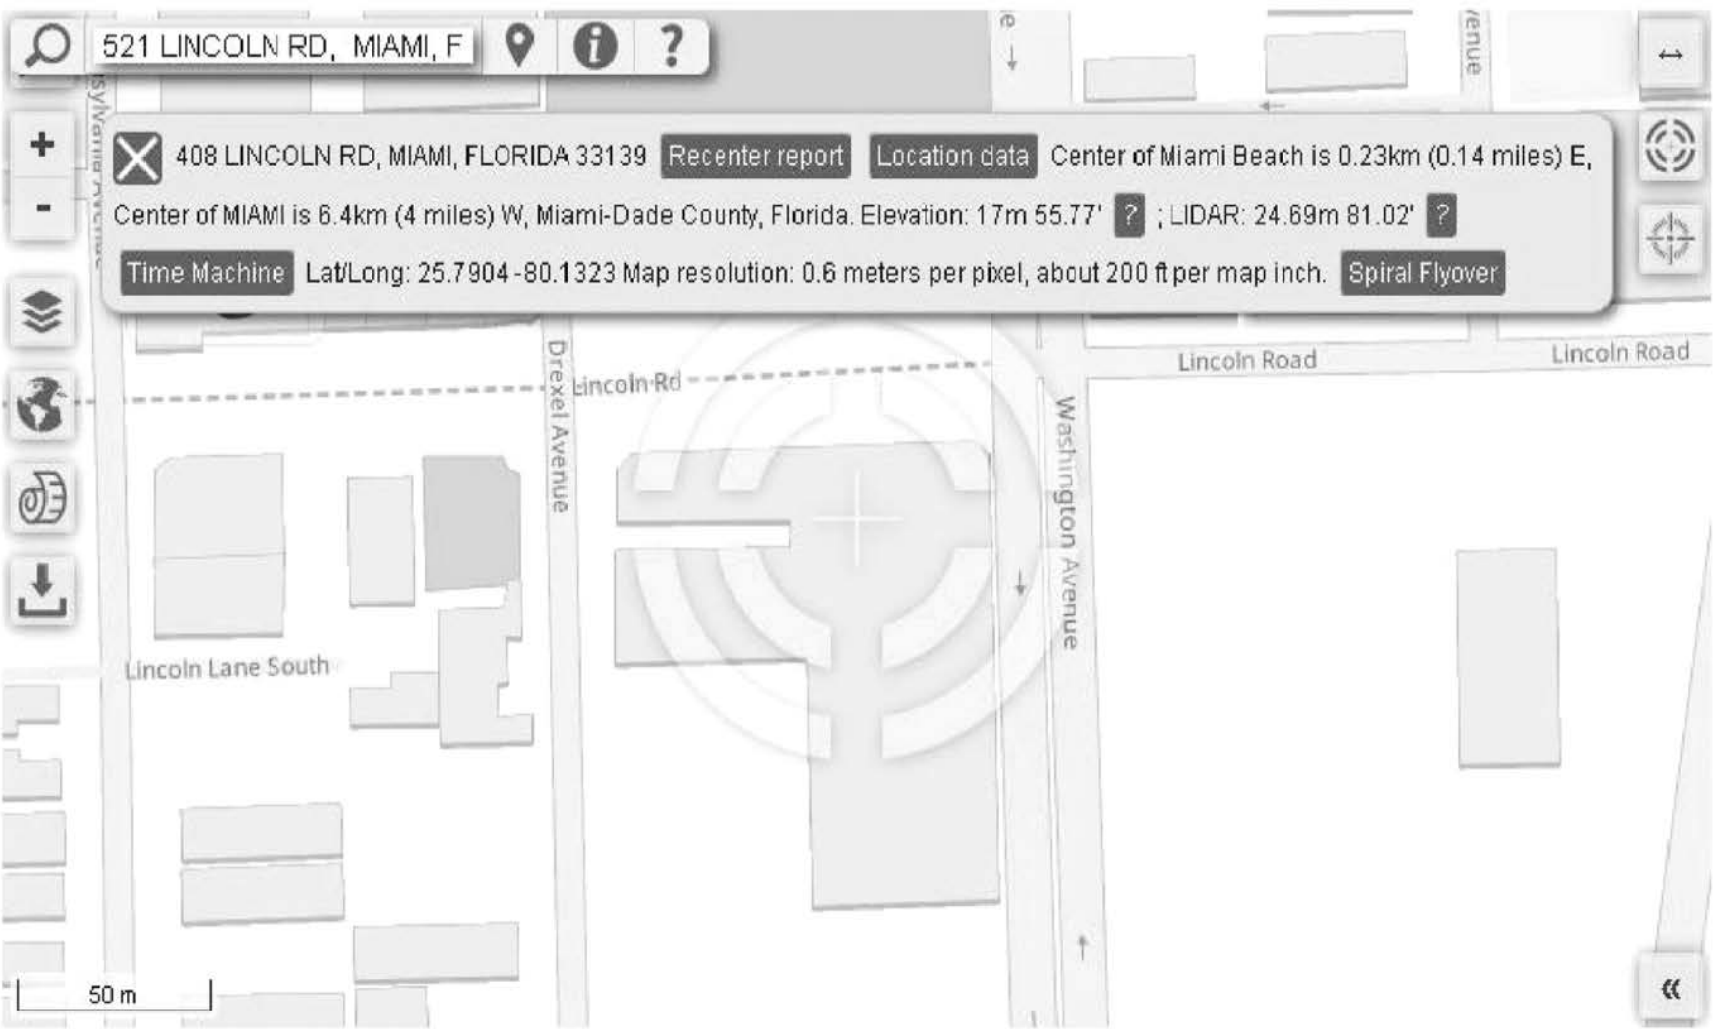 521 LINCOLN RD, MIAMI, F
?
e
venue
↔
+
-
408 LINCOLN RD, MIAMI, FLORIDA 33139 Recenter report Location data Center of Miami Beach is 0.23km (0.14 miles) E,
Center of MIAMI is 6.4km (4 miles) W, Miami-Dade County, Florida. Elevation: 17m 55.77' ? ; LIDAR: 24.69m 81.02' ?
Time Machine Lat/Long: 25.7904 -80.1323 Map resolution: 0.6 meters per pixel, about 200 ft per map inch. Spiral Flyover
Drexel Avenue
Lincoln Rd
Lincoln Road
Lincoln Road
Washington Avenue
Lincoln Lane South
50 m
«